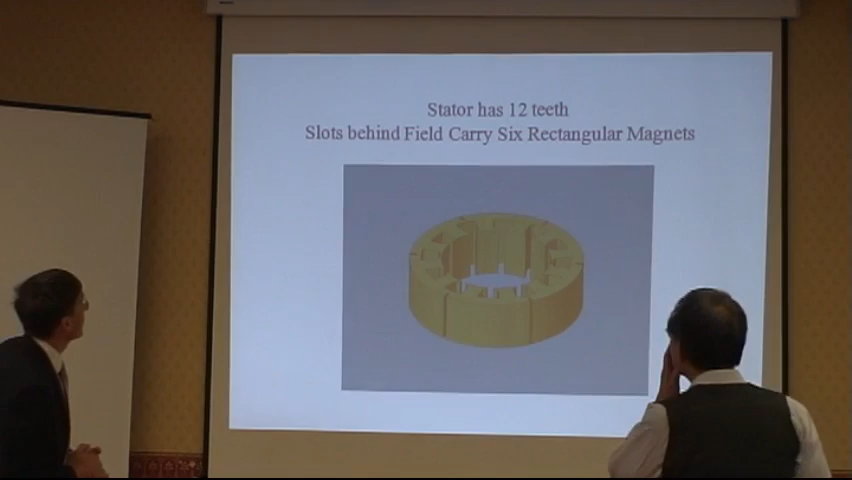 Stator has 12 teeth
Slots behind Field Carry Six Rectangular Magnets